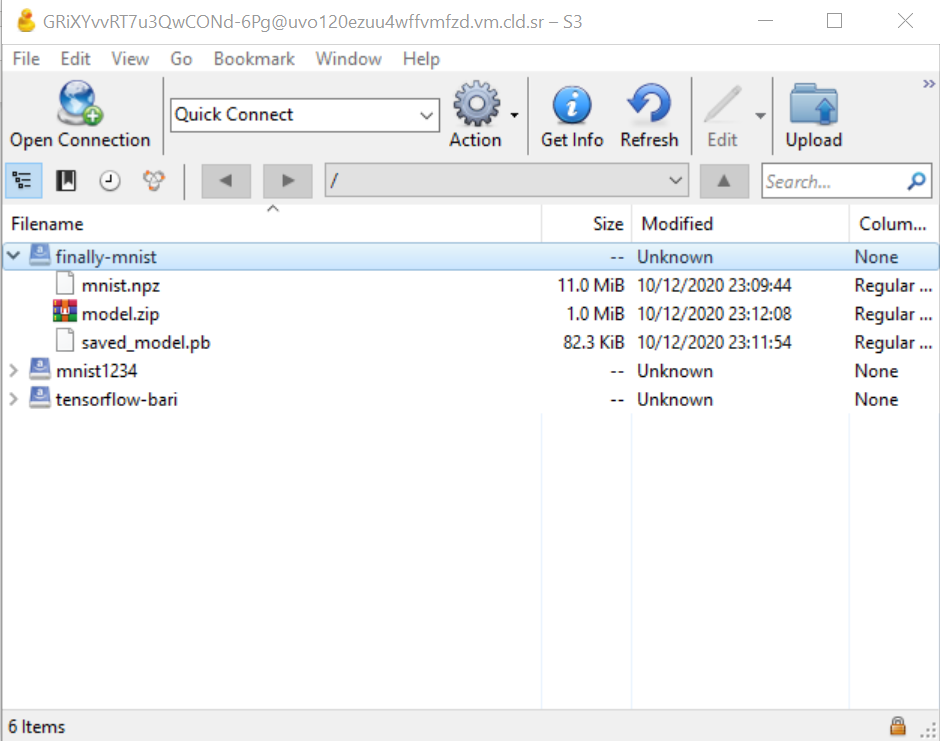 GRiXYvvRT7u3QwCONd-6Pg@uvo120ezuu4wffvmfzd.vm.cld.sr – S3
File Edit View Go Bookmark Window Help
Open Connection
Quick Connect
Action
Get Info
Refresh
Edit
Upload
»
/
Search...
Filename Size Modified Colum...
finally-mnist -- Unknown None
mnist.npz 11.0 MiB 10/12/2020 23:09:44 Regular ...
model.zip 1.0 MiB 10/12/2020 23:12:08 Regular ...
saved_model.pb 82.3 KiB 10/12/2020 23:11:54 Regular ...
mnist1234 -- Unknown None
tensorflow-bari -- Unknown None
6 Items